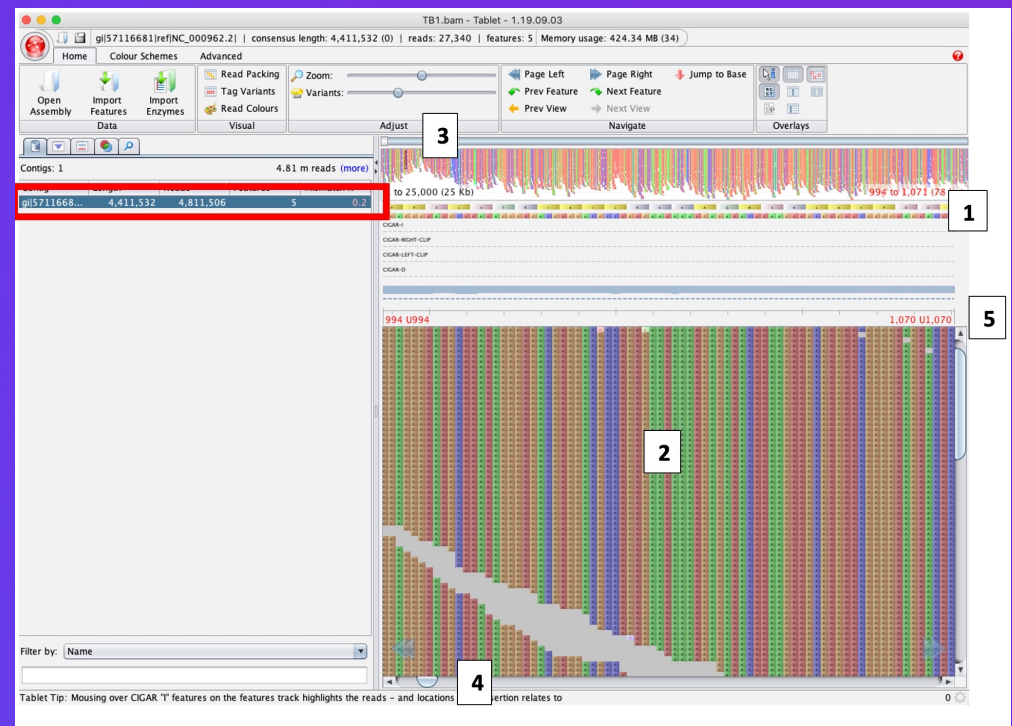 TB1.bam - Tablet - 1.19.09.03
gi|57116681|ref|NC_000962.2| | consensus length: 4,411,532 (0) | reads: 27,340 | features: 5 Memory usage: 424.34 MB (34)
Home Colour Schemes Advanced
Open Assembly
Import Features
Import Enzymes
Data
Read Packing
Tag Variants
Read Colours
Visual
Zoom:
Variants:
Adjust
Page Left Page Right Jump to Base
Prev Feature Next Feature
Prev View Next View
Navigate
Overlays
3
Contigs: 1 4.81 m reads (more)
gi|5711668... 4,411,532 4,811,506 5 0.2
to 25,000 (25 Kb) 994 to 1,071 (78
1
CIGAR-I
CIGAR-RIGHT-CLIP
CIGAR-LEFT-CLIP
CIGAR-D
994 U994 1,070 U1,070
5
2
Filter by: Name
4
Tablet Tip: Mousing over CIGAR "I" features on the features track highlights the reads - and locations sertion relates to 0